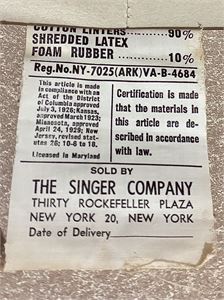 COTTON LINTERS 90%
SHREDDED LATEX
FOAM RUBBER 10%
Reg.No.NY-7025(ARK)VA-B-4684
This article is made
in compliance with an
Act of the District
of Columbia approved
July 3, 1926; Kansas,
approved March 1923;
Minnesota, approved
April 24, 1929; New
Jersey, revised stat-
utes 26; 10-6 to 18.
Licensed in Maryland
Certification is made
that the materials in
this article are de-
scribed in accordance
with law.
SOLD BY
THE SINGER COMPANY
THIRTY ROCKEFELLER PLAZA
NEW YORK 20, NEW YORK
Date of Delivery